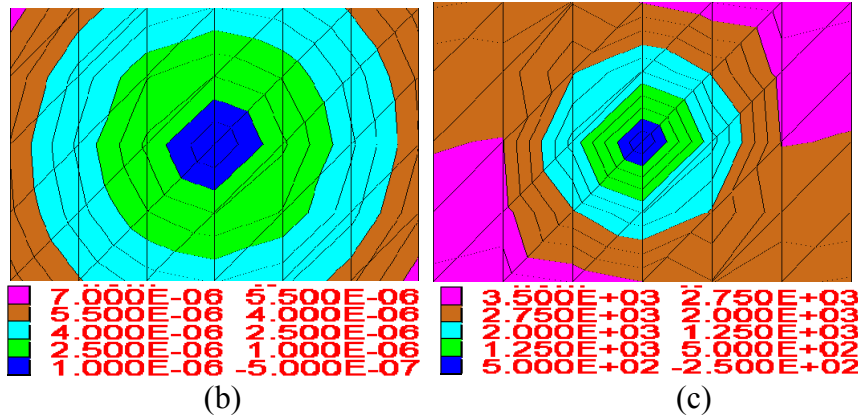 7.000E-06 5.500E-06
5.500E-06 4.000E-06
4.000E-06 2.500E-06
2.500E-06 1.000E-06
1.000E-06 -5.000E-07
(b)
3.500E+03 2.750E+03
2.750E+03 2.000E+03
2.000E+03 1.250E+03
1.250E+03 5.000E+02
5.000E+02 -2.500E+02
(c)